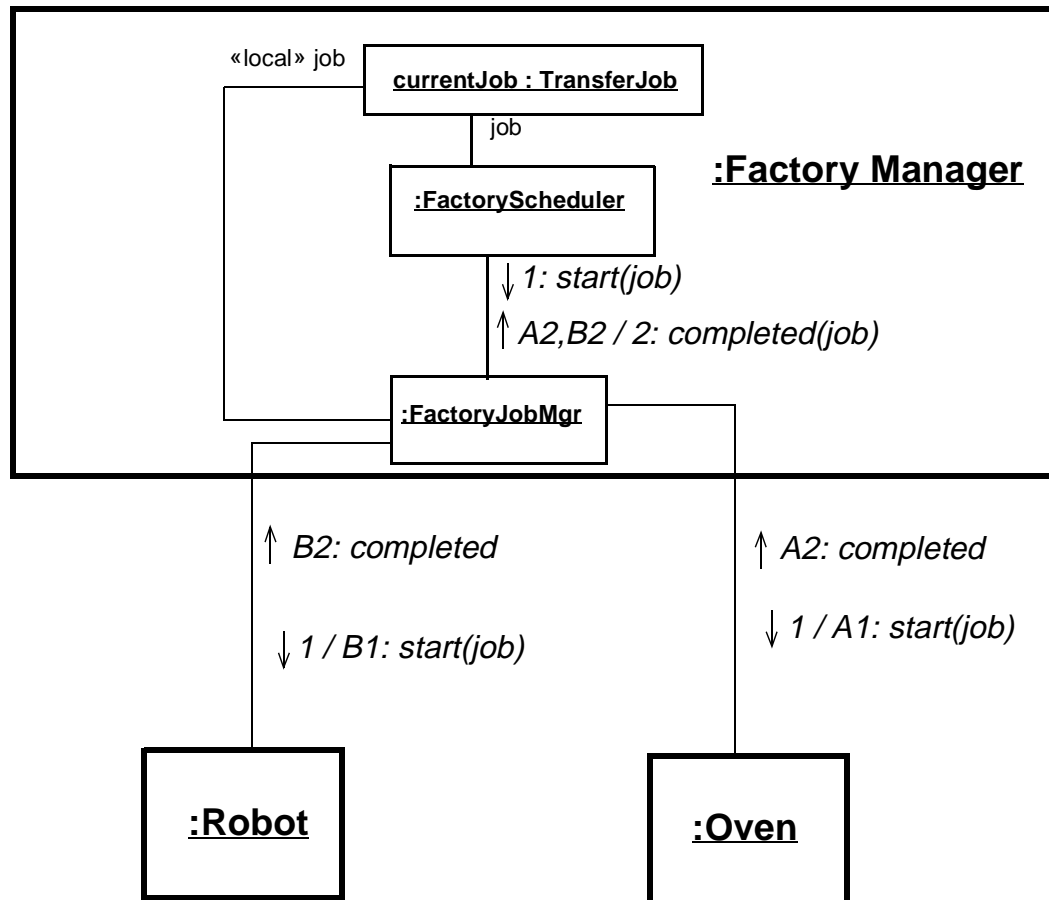 «local» job
currentJob : TransferJob
job
:Factory Manager
:FactoryScheduler
1: start(job)
A2,B2 / 2: completed(job)
:FactoryJobMgr
B2: completed
A2: completed
1 / B1: start(job)
1 / A1: start(job)
:Robot
:Oven